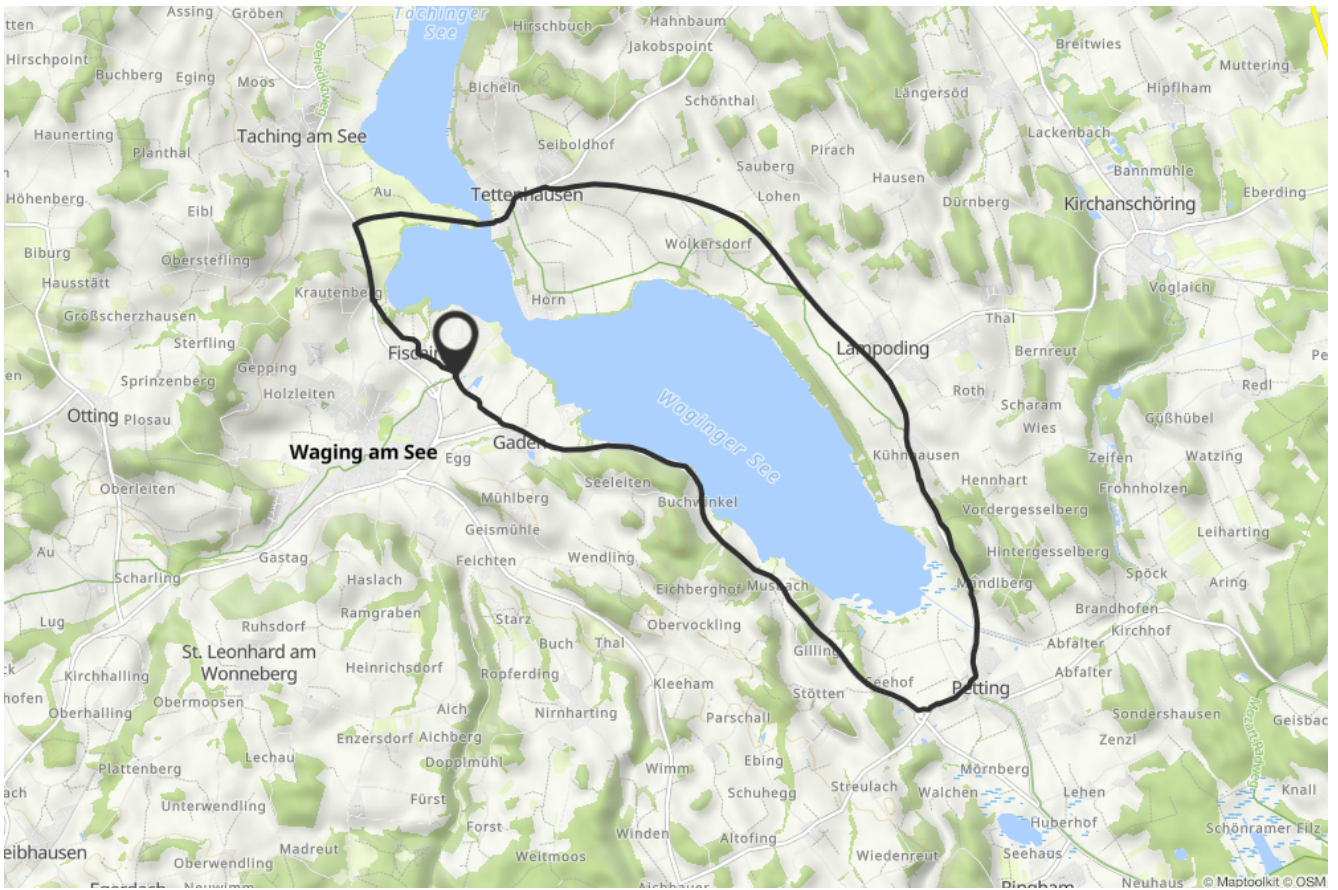 Tachinger
See
Assing
Gröben
Hirschbuch
Hahnbaum
Jakobspoint
Breitwies
Muttering
Hirschpoint
Buchberg
Eging
Moos
Bicheln
Schönthal
Längersöd
Hipflham
Haunerting
Planthal
Taching am See
Seiboldhof
Sauberg
Pirach
Lackenbach
Bannmühle
Höhenberg
Eibl
Au
Tettenhausen
Lohen
Hausen
Dürnberg
Kirchanschöring
Eberding
Biburg
Oberstefling
Wolkersdorf
Hausstätt
Krautenberg
Horn
Voglaich
Großscherzhausen
Thal
Sterfling
Gepping
Lampoding
Bernreut
Sprinzenberg
Holzleiten
Roth
Redl
Otting
Plosau
Waginger See
Scharam
Wies
Güßhübel
Waging am See
Gaden
Egg
Kühnhausen
Zeifen
Watzing
Oberleiten
Mühlberg
Seeleiten
Buchwinkel
Hennhart
Frohnholzen
Geismühle
Vordergesselberg
Leiharting
Au
Gastag
Feichten
Wendling
Hintergesselberg
Scharling
Haslach
Eichberghof
Musbach
Mandlberg
Spöck
Aring
Lug
Ramgraben
Starz
Obervockling
Brandhofen
Ruhsdorf
Buch
Thal
Gilling
Abfalter
Kirchhof
St. Leonhard am
Wonneberg
Heinrichsdorf
Ropferding
Kleeham
Stötten
Seehof
Petting
Abfalter
Kirchhalling
Obermoosen
Oberhalling
Aich
Nirnharting
Parschall
Sondershausen
Enzersdorf
Aichberg
Zenzl
Lechau
Dopplmühl
Plattenberg
Wimm
Ebing
Mörnberg
Streulach
Walchen
Lehen
Knall
Unterwendling
Fürst
Schuhegg
Huberhof
Forst
Winden
Altofing
Schönramer Filz
Madreut
Weitmoos
Wiedenreut
Seehaus
Oberwendling
© Maptoolkit © OSM